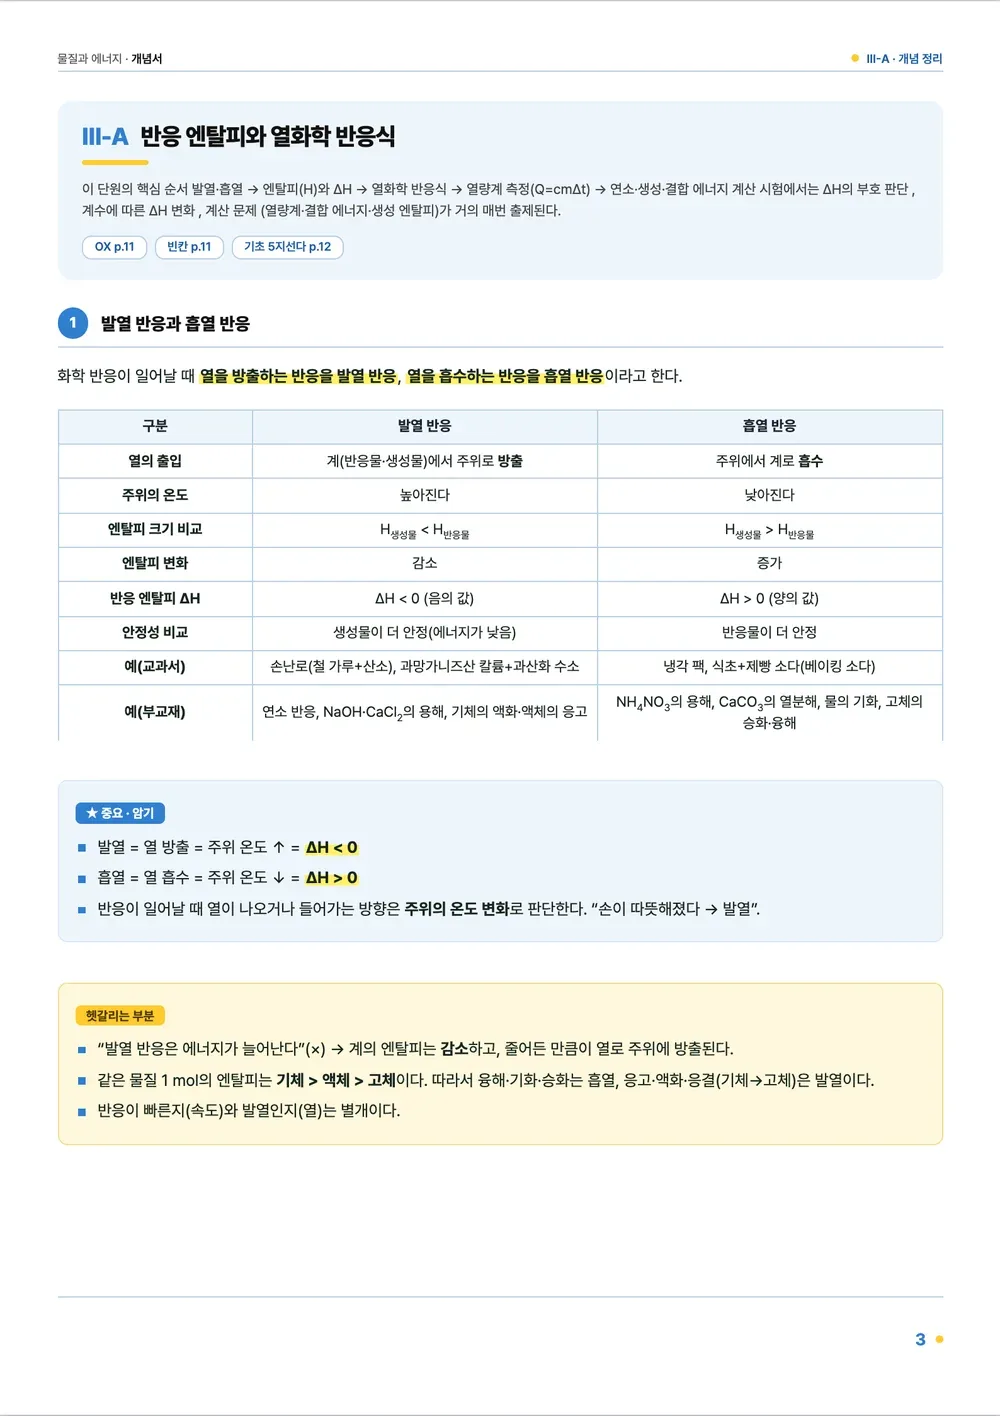 물질과 에너지 · 개념서
III-A · 개념 정리
III-A 반응 엔탈피와 열화학 반응식
이 단원의 핵심 순서 발열·흡열 → 엔탈피(H)와 ΔH → 열화학 반응식 → 열량계 측정(Q=cmΔt) → 연소·생성·결합 에너지 계산 시험에서는 ΔH의 부호 판단 ,
계수에 따른 ΔH 변화 , 계산 문제 (열량계·결합 에너지·생성 엔탈피)가 거의 매번 출제된다.
OX p.11 빈칸 p.11 기초 5지선다 p.12
1 발열 반응과 흡열 반응
화학 반응이 일어날 때 열을 방출하는 반응을 발열 반응, 열을 흡수하는 반응을 흡열 반응이라고 한다.
구분 발열 반응 흡열 반응
열의 출입 계(반응물·생성물)에서 주위로 방출 주위에서 계로 흡수
주위의 온도 높아진다 낮아진다
엔탈피 크기 비교 H생성물 < H반응물 H생성물 > H반응물
엔탈피 변화 감소 증가
반응 엔탈피 ΔH ΔH < 0 (음의 값) ΔH > 0 (양의 값)
안정성 비교 생성물이 더 안정(에너지가 낮음) 반응물이 더 안정
예(교과서) 손난로(철 가루+산소), 과망가니즈산 칼륨+과산화 수소 냉각 팩, 식초+제빵 소다(베이킹 소다)
예(부교재) 연소 반응, NaOH·CaCl₂의 용해, 기체의 액화·액체의 응고 NH₄NO₃의 용해, CaCO₃의 열분해, 물의 기화, 고체의
승화·융해
★ 중요 · 암기
■ 발열 = 열 방출 = 주위 온도 ↑ = ΔH < 0
■ 흡열 = 열 흡수 = 주위 온도 ↓ = ΔH > 0
■ 반응이 일어날 때 열이 나오거나 들어가는 방향은 주위의 온도 변화로 판단한다. “손이 따뜻해졌다 → 발열”.
헷갈리는 부분
■ “발열 반응은 에너지가 늘어난다”(×) → 계의 엔탈피는 감소하고, 줄어든 만큼이 열로 주위에 방출된다.
■ 같은 물질 1 mol의 엔탈피는 기체 > 액체 > 고체이다. 따라서 융해·기화·승화는 흡열, 응고·액화·응결(기체→고체)은 발열이다.
■ 반응이 빠른지(속도)와 발열인지(열)는 별개이다.
3